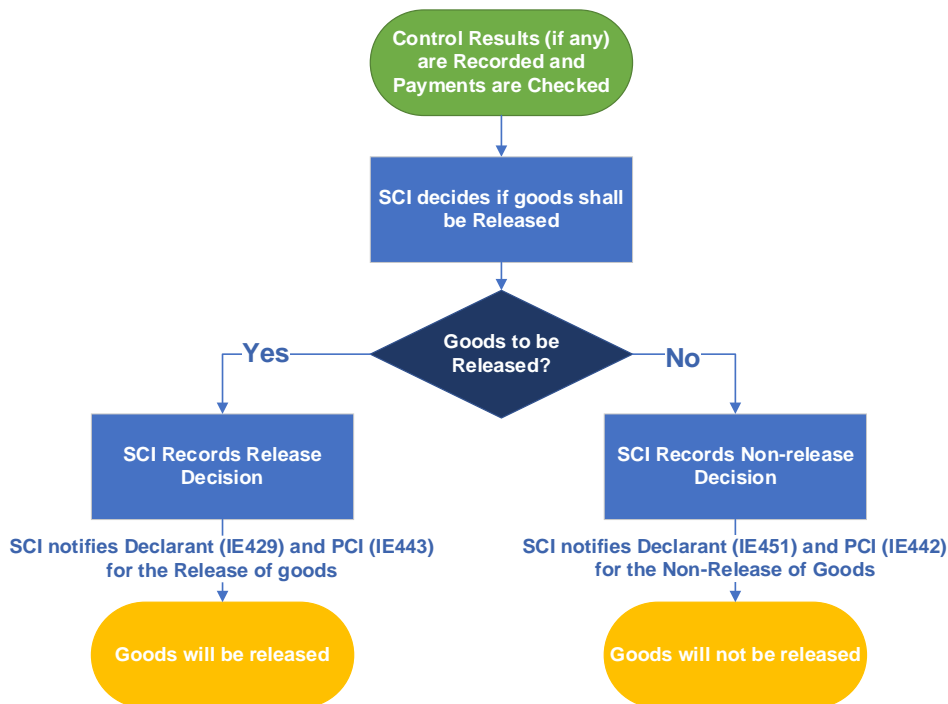 Control Results (if any)
are Recorded and
Payments are Checked
SCI decides if goods shall
be Released
Goods to be
Released?
Yes
No
SCI Records Release
Decision
SCI Records Non-release
Decision
SCI notifies Declarant (IE429) and PCI (IE443)
for the Release of goods
SCI notifies Declarant (IE451) and PCI (IE442)
for the Non-Release of Goods
Goods will be released
Goods will not be released